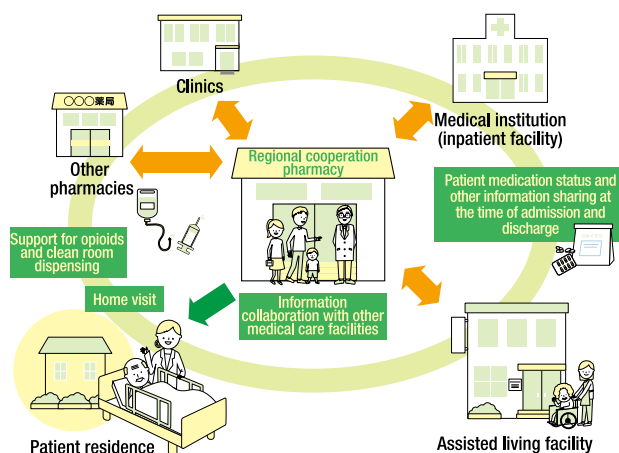 Clinics
Medical institution
(inpatient facility)
〇〇〇薬局
Other
pharmacies
Regional cooperation
pharmacy
Patient medication status and
other information sharing at
the time of admission and
discharge
Support for opioids
and clean room
dispensing
Home visit
Information
collaboration with other
medical care facilities
Patient residence
Assisted living facility